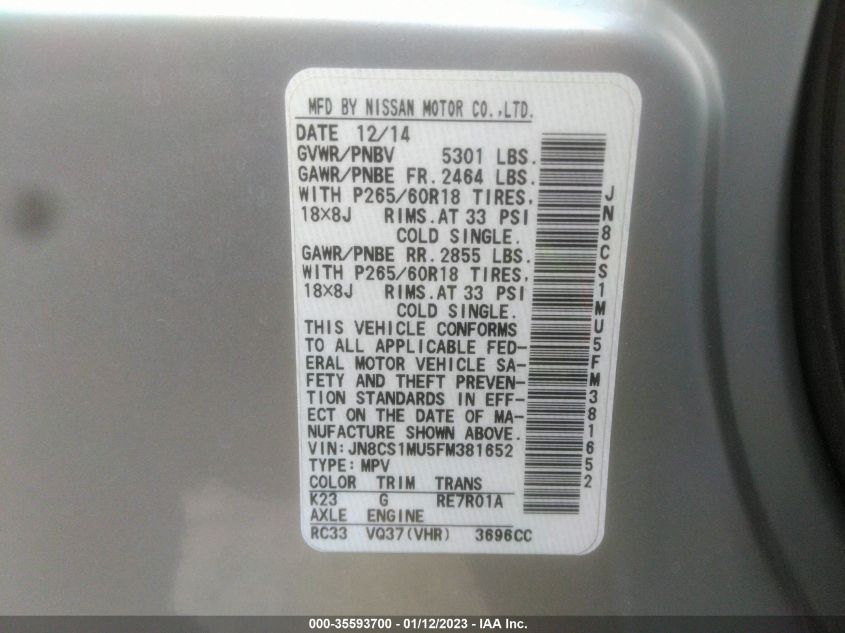 MFD BY NISSAN MOTOR CO.,LTD.
DATE 12/14
GVWR/PNBV 5301 LBS.
GAWR/PNBE FR. 2464 LBS.
WITH P265/60R18 TIRES,
18×8J RIMS.AT 33 PSI
COLD SINGLE.
GAWR/PNBE RR. 2855 LBS.
WITH P265/60R18 TIRES,
18×8J RIMS.AT 33 PSI
COLD SINGLE.
THIS VEHICLE CONFORMS
TO ALL APPLICABLE FED-
ERAL MOTOR VEHICLE SA-
FETY AND THEFT PREVEN-
TION STANDARDS IN EFF-
ECT ON THE DATE OF MA-
NUFACTURE SHOWN ABOVE.
VIN: JN8CS1MU5FM381652
TYPE: MPV
COLOR TRIM TRANS
K23 G RE7R01A
AXLE ENGINE
RC33 VQ37(VHR) 3696CC
JN8CS1MU5FM381652
000-35593700 - 01/12/2023 - IAA Inc.